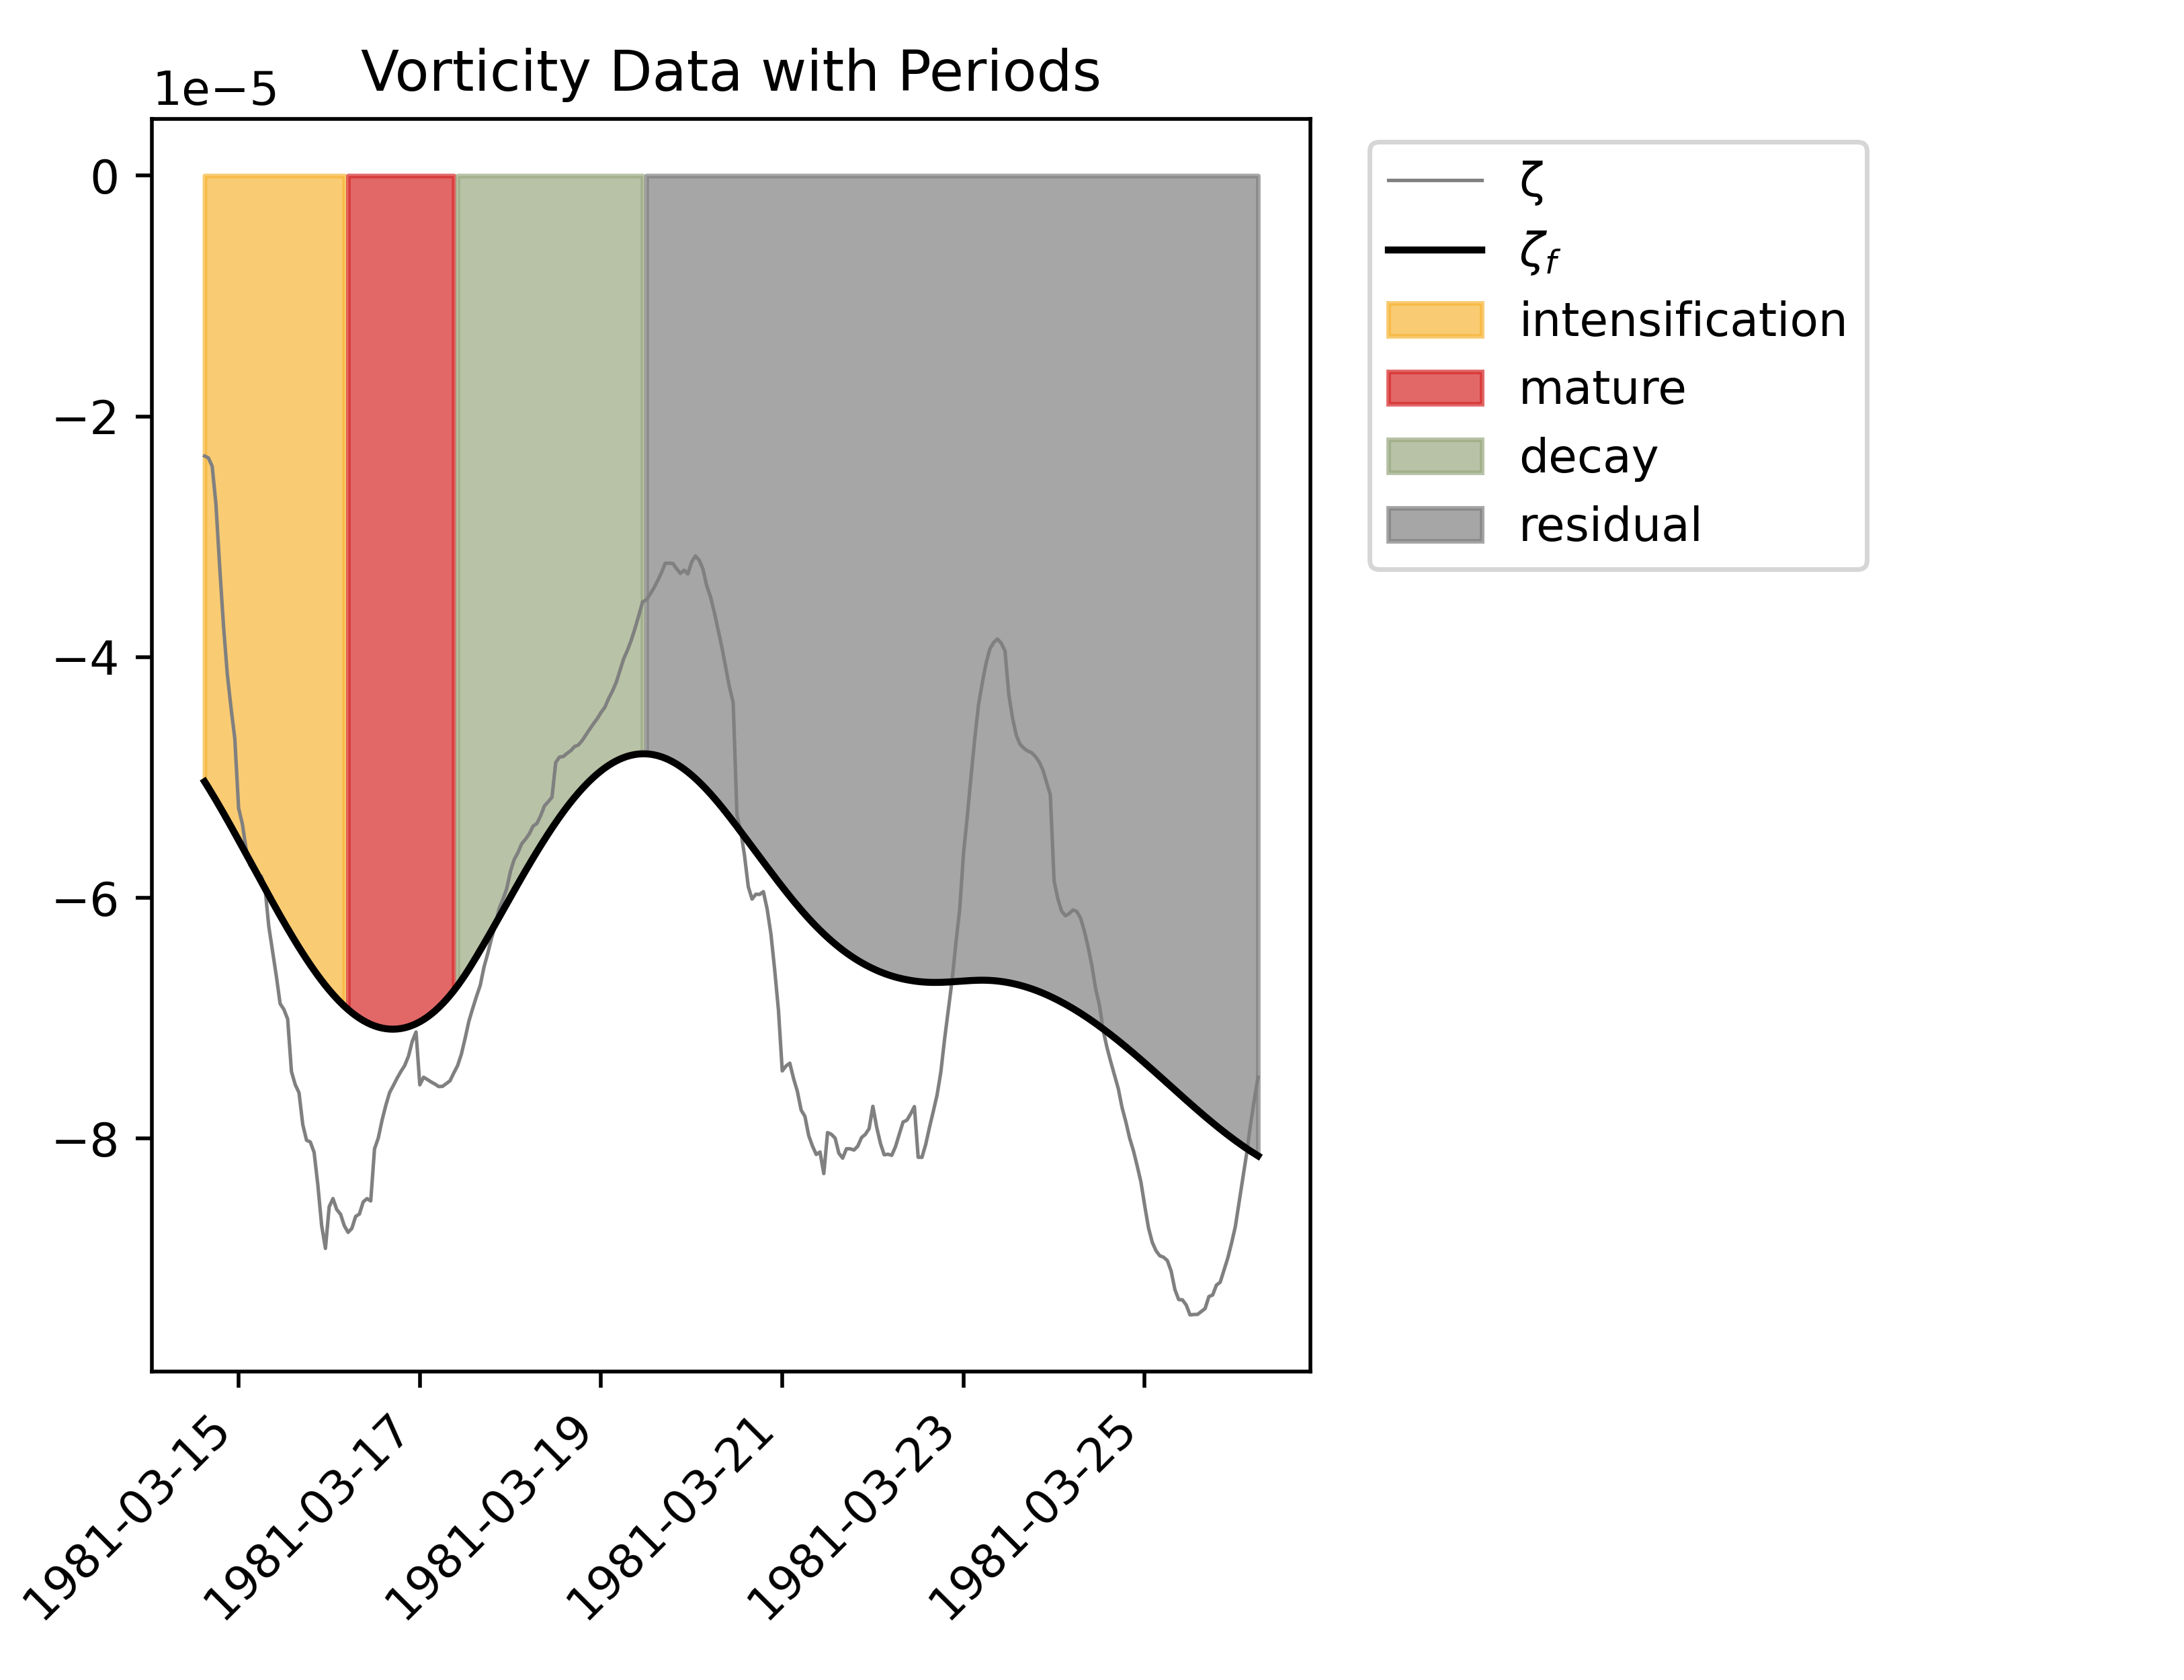 Vorticity Data with Periods
1e−5
0
−2
−4
−6
−8
1981-03-15
1981-03-17
1981-03-19
1981-03-21
1981-03-23
1981-03-25
ζ
ζf
intensification
mature
decay
residual